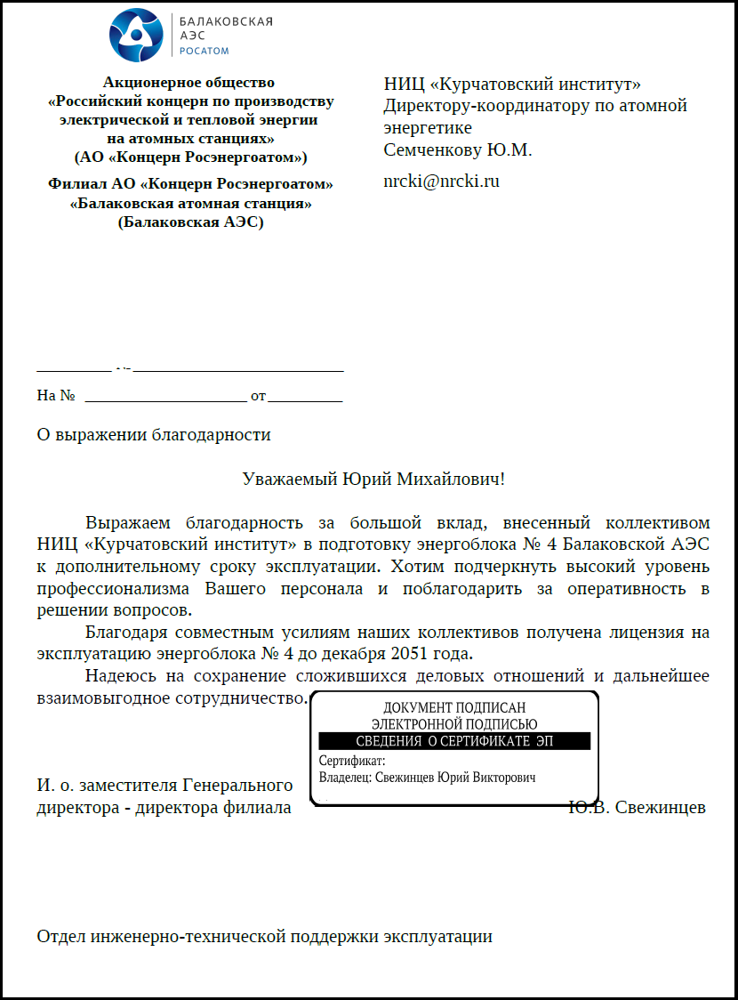 БАЛАКОВСКАЯ
АЭС
РОСАТОМ
Акционерное общество
«Российский концерн по производству
электрической и тепловой энергии
на атомных станциях»
(АО «Концерн Росэнергоатом»)
Филиал АО «Концерн Росэнергоатом»
«Балаковская атомная станция»
(Балаковская АЭС)
НИЦ «Курчатовский институт»
Директору-координатору по атомной
энергетике
Семченкову Ю.М.
nrcki@nrcki.ru
На № от
О выражении благодарности
Уважаемый Юрий Михайлович!
Выражаем благодарность за большой вклад, внесенный коллективом
НИЦ «Курчатовский институт» в подготовку энергоблока № 4 Балаковской АЭС
к дополнительному сроку эксплуатации. Хотим подчеркнуть высокий уровень
профессионализма Вашего персонала и поблагодарить за оперативность в
решении вопросов.
Благодаря совместным усилиям наших коллективов получена лицензия на
эксплуатацию энергоблока № 4 до декабря 2051 года.
Надеюсь на сохранение сложившихся деловых отношений и дальнейшее
взаимовыгодное сотрудничество.
ДОКУМЕНТ ПОДПИСАН
ЭЛЕКТРОННОЙ ПОДПИСЬЮ
СВЕДЕНИЯ О СЕРТИФИКАТЕ ЭП
Сертификат:
Владелец: Свежинцев Юрий Викторович
И. о. заместителя Генерального
директора - директора филиала
Ю.В. Свежинцев
Отдел инженерно-технической поддержки эксплуатации